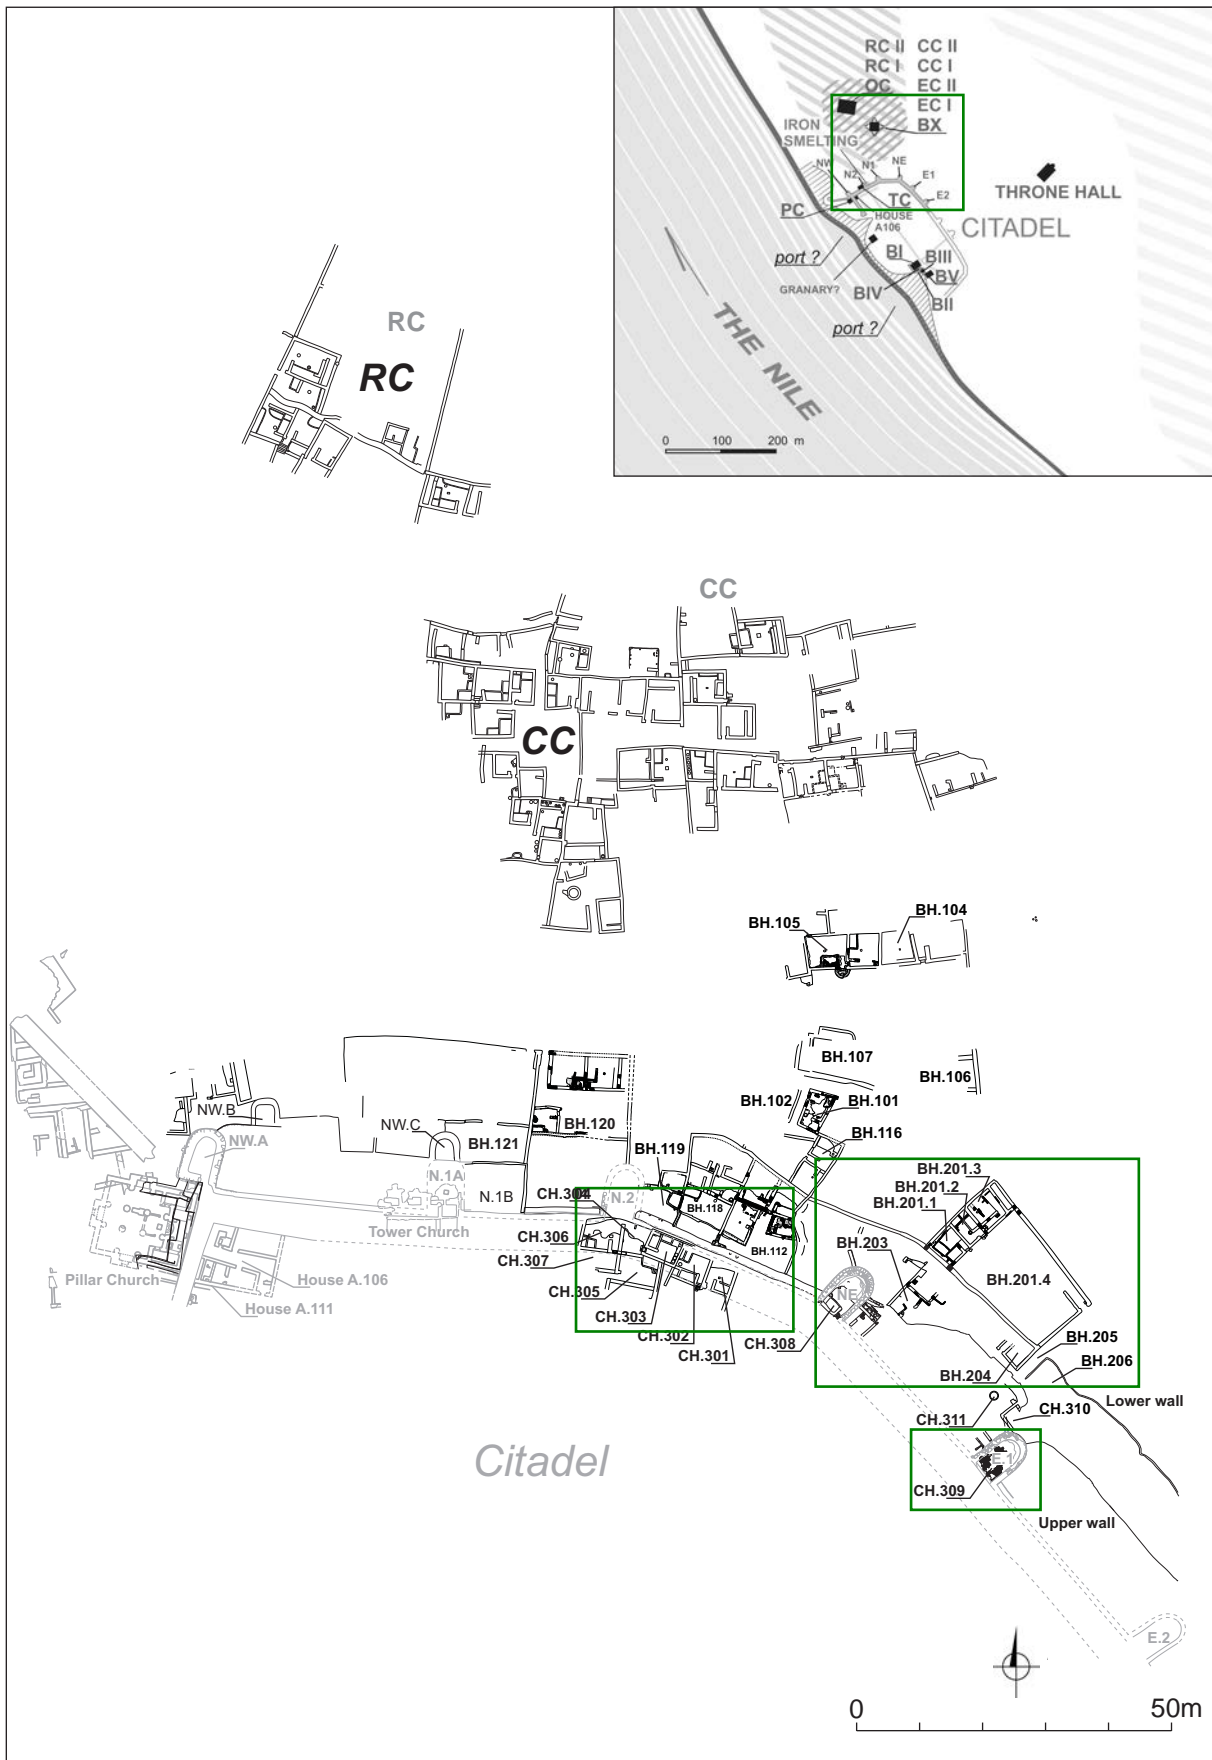 RC II CC II
RC I CC I
OC EC II
EC I
IRON BX
SMELTING
NW N2 N1 NE E1
E2
THRONE HALL
PC TC
HOUSE
A106
CITADEL
port ?
BI BIII
BV
GRANARY?
BIV BII
port ?
THE NILE
0 100 200 m
RC
RC
CC
CC
BH.105 BH.104
BH.107
BH.106
BH.102 BH.101
NW.B
NW.C
BH.121 BH.120
BH.116
NW.A
BH.119
BH.201.3
BH.201.2
BH.201.1
N.1A
N.1B
N.2
CH.304
BH.118
Tower Church
CH.306
BH.112
BH.203
CH.307
House A.106
BH.201.4
Pillar Church
CH.305
NE
House A.111
CH.303
CH.302
CH.308
CH.301
BH.205
BH.206
BH.204
Lower wall
CH.311 CH.310
Citadel
E.1
CH.309
Upper wall
E.2
0 50m